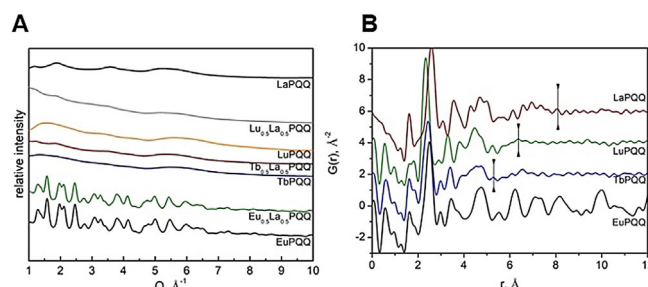 A
relative intensity
LaPQQ
Lu0.5La0.5PQQ
LuPQQ
Tb0.5La0.5PQQ
TbPQQ
Eu0.5La0.5PQQ
EuPQQ
1 2 3 4 5 6 7 8 9 10
Q, Å-1
B
G(r), Å-2
10
8
6
4
2
0
-2
LaPQQ
LuPQQ
TbPQQ
EuPQQ
0 2 4 6 8 10 12
r, Å